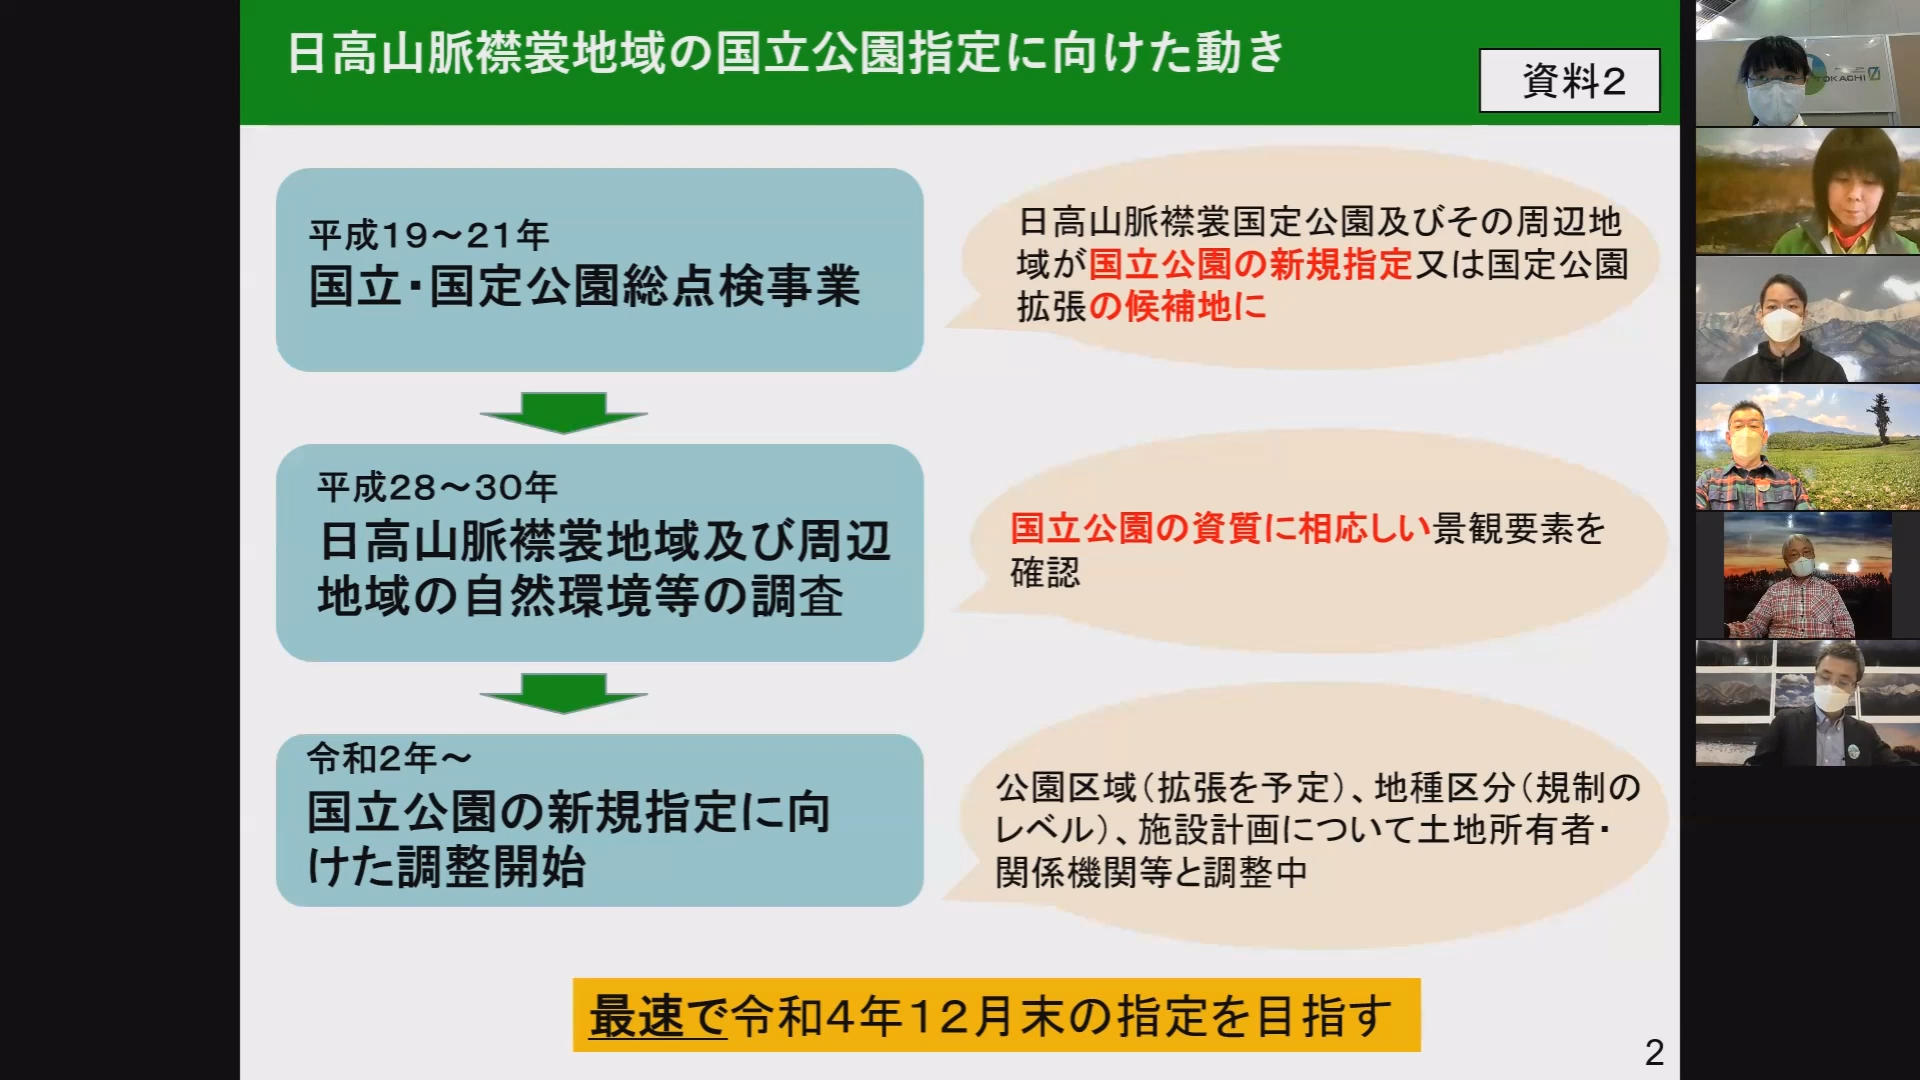 日高山脈襟裳地域の国立公園指定に向けた動き
資料2
平成19～21年
国立・国定公園総点検事業
日高山脈襟裳国定公園及びその周辺地
域が国立公園の新規指定又は国定公園
拡張の候補地に
平成28～30年
日高山脈襟裳地域及び周辺
地域の自然環境等の調査
国立公園の資質に相応しい景観要素を
確認
令和2年～
国立公園の新規指定に向
けた調整開始
公園区域（拡張を予定）、地種区分（規制の
レベル）、施設計画について土地所有者・
関係機関等と調整中
最速で令和4年12月末の指定を目指す
2
TOKACHI